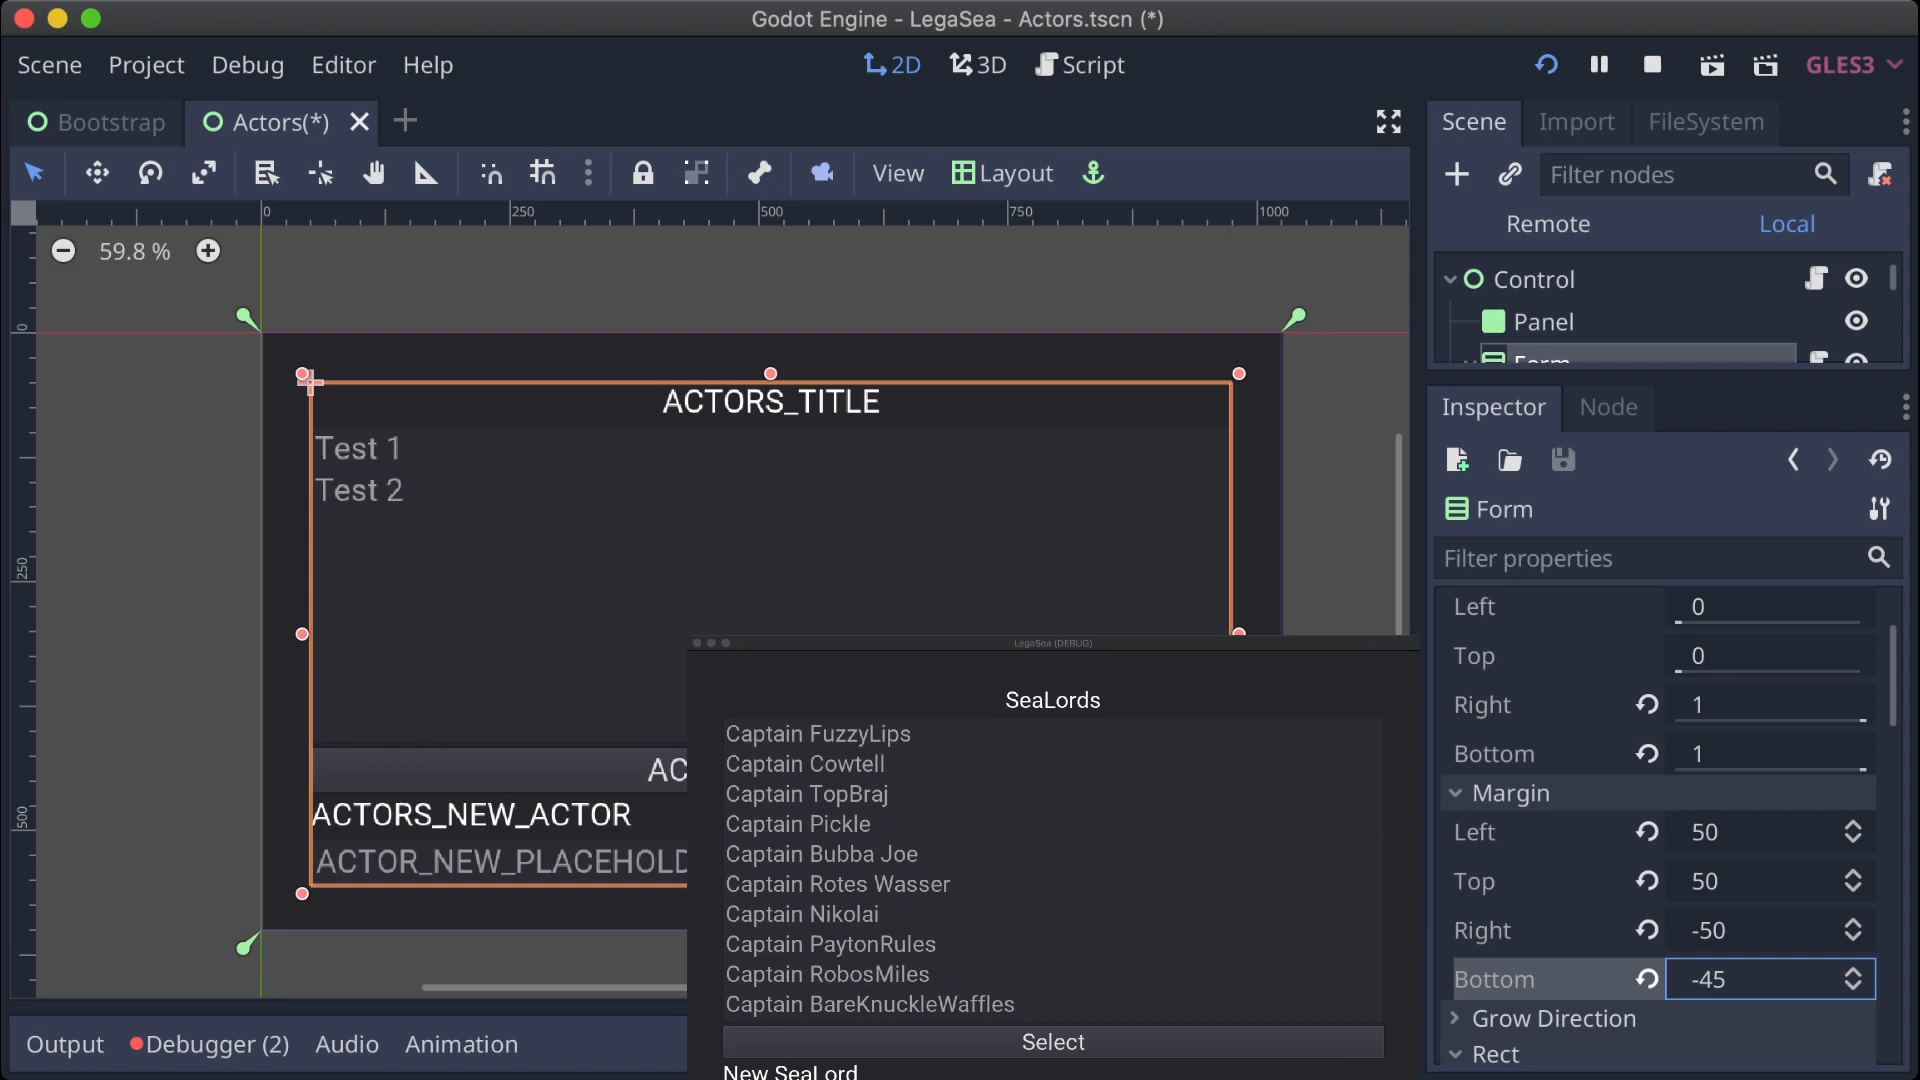 Godot Engine - LegaSea - Actors.tscn (*)
Scene Project Debug Editor Help
2D 3D Script
GLES3
Bootstrap
Actors(*)
Scene Import FileSystem
View Layout
Filter nodes
Remote Local
0 250 500 750 1000
59.8 %
Control
Panel
Form
0
250
500
ACTORS_TITLE
Test 1
Test 2
AC
ACTORS_NEW_ACTOR
ACTOR_NEW_PLACEHOLD
LegaSea (DEBUG)
SeaLords
Captain FuzzyLips
Captain Cowtell
Captain TopBraj
Captain Pickle
Captain Bubba Joe
Captain Rotes Wasser
Captain Nikolai
Captain PaytonRules
Captain RobosMiles
Captain BareKnuckleWaffles
Select
New SeaLord
Inspector Node
Form
Filter properties
Left 0
Top 0
Right 1
Bottom 1
Margin
Left 50
Top 50
Right -50
Bottom -45
Grow Direction
Rect
Output Debugger (2) Audio Animation